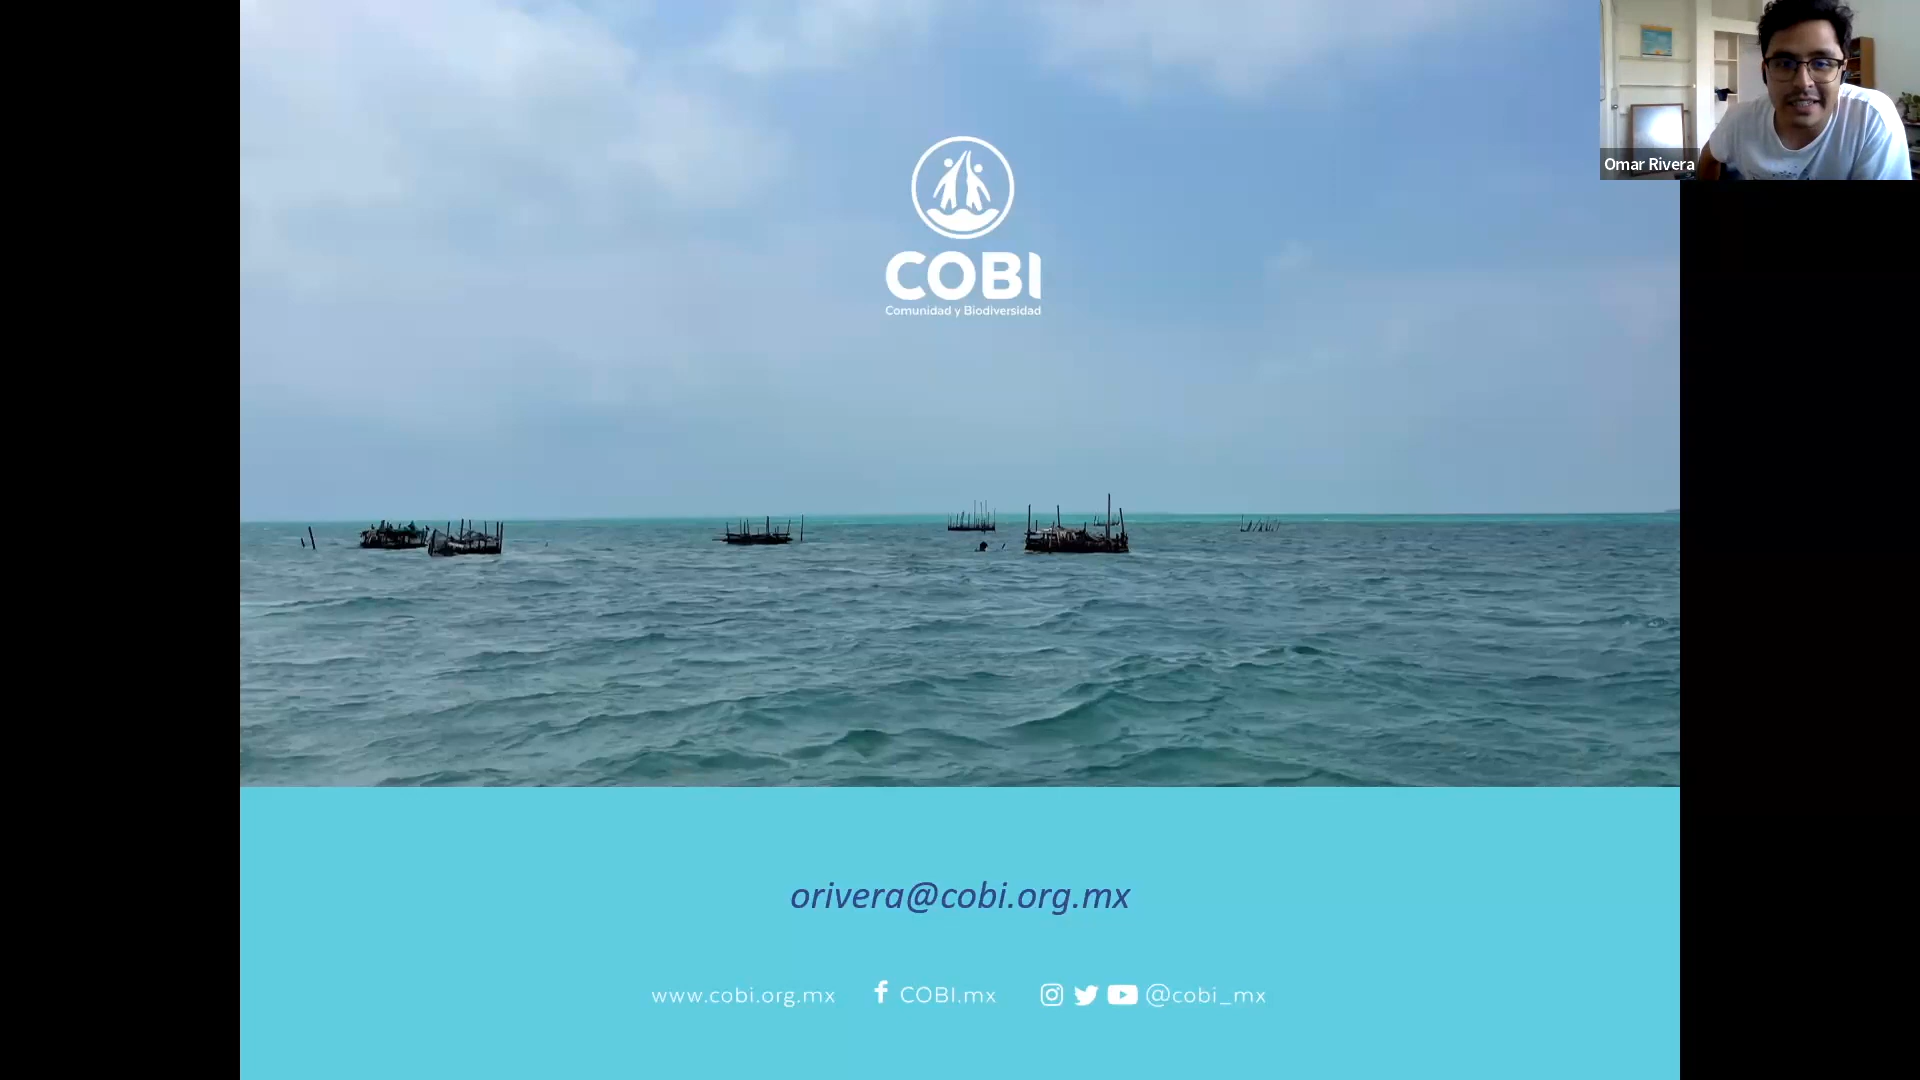 Omar Rivera
COBI
Comunidad y Biodiversidad
orivera@cobi.org.mx
www.cobi.org.mx COBI.mx @cobi_mx